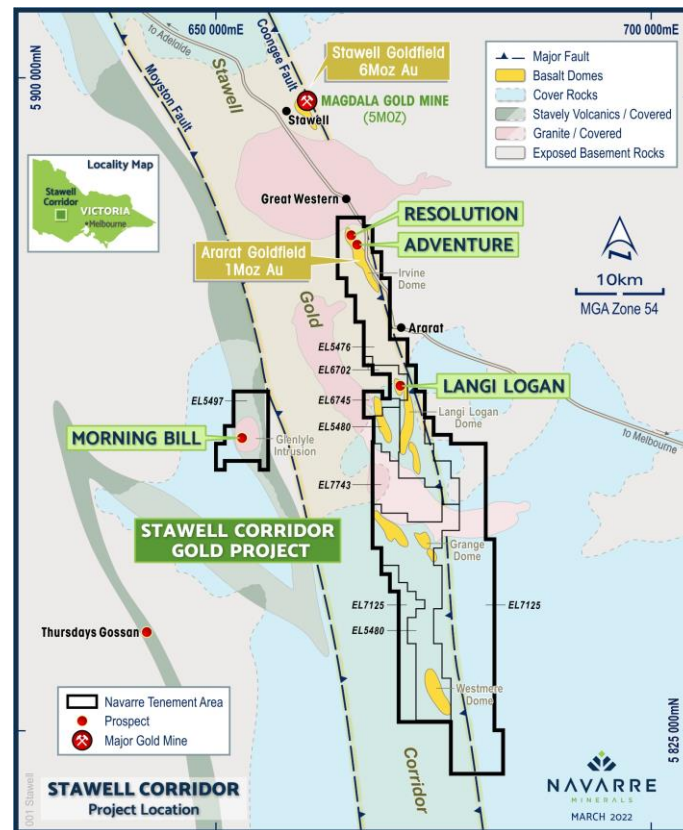 650 000mE
700 000mE
to Adelaide
Coongee Fault
Stawell Goldfield
6Moz Au
Major Fault
Basalt Domes
Cover Rocks
Stavely Volcanics / Covered
Granite / Covered
Exposed Basement Rocks
5 900 000mN
Moyston Fault
Stawell
MAGDALA GOLD MINE
(5MOZ)
Stawell
Locality Map
Stawell
Corridor
VICTORIA
Melbourne
Great Western
RESOLUTION
ADVENTURE
Ararat Goldfield
1Moz Au
Irvine
Dome
10km
MGA Zone 54
Gold
Ararat
EL5476
EL6702
EL5497
EL6745
LANGI LOGAN
EL5480
Langi Logan
Dome
MORNING BILL
Glenlyle
Intrusion
to Melbourne
EL7743
STAWELL CORRIDOR
GOLD PROJECT
Grange
Dome
EL7125
EL7125
EL5480
Thursdays Gossan
Westmere
Dome
Navarre Tenement Area
Prospect
Major Gold Mine
5 825 000mN
Corridor
STAWELL CORRIDOR
Project Location
001 Stawell
NAVARRE
MINERALS
MARCH 2022